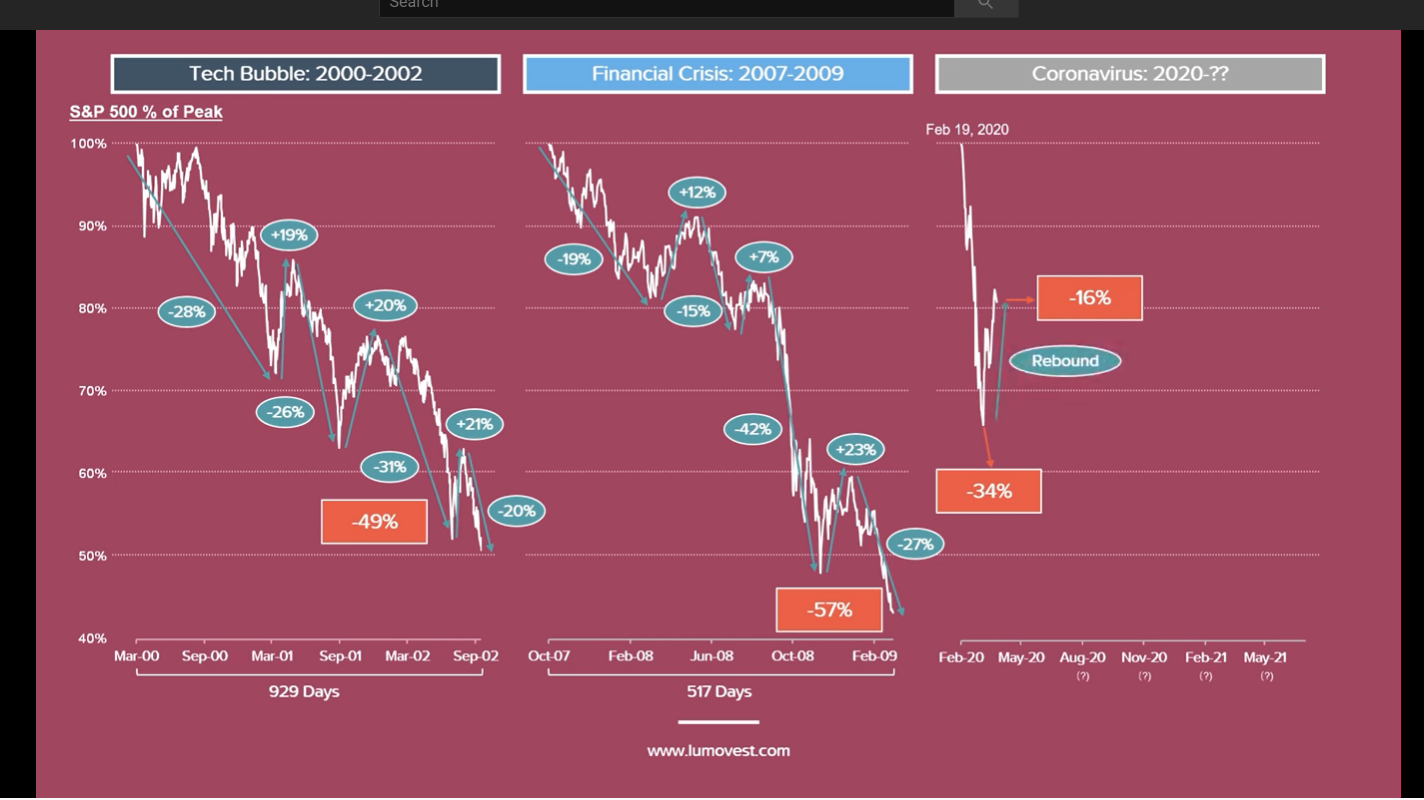 Search
Tech Bubble: 2000-2002
Financial Crisis: 2007-2009
Coronavirus: 2020-??
S&P 500 % of Peak
Feb 19, 2020
100%
90%
80%
70%
60%
50%
40%
-28%
+19%
-26%
+20%
-31%
+21%
-20%
-49%
Mar-00 Sep-00 Mar-01 Sep-01 Mar-02 Sep-02
929 Days
-19%
+12%
-15%
+7%
-42%
+23%
-27%
-57%
Oct-07 Feb-08 Jun-08 Oct-08 Feb-09
517 Days
-16%
Rebound
-34%
Feb-20 May-20 Aug-20 Nov-20 Feb-21 May-21
(?) (?) (?) (?)
www.lumovest.com